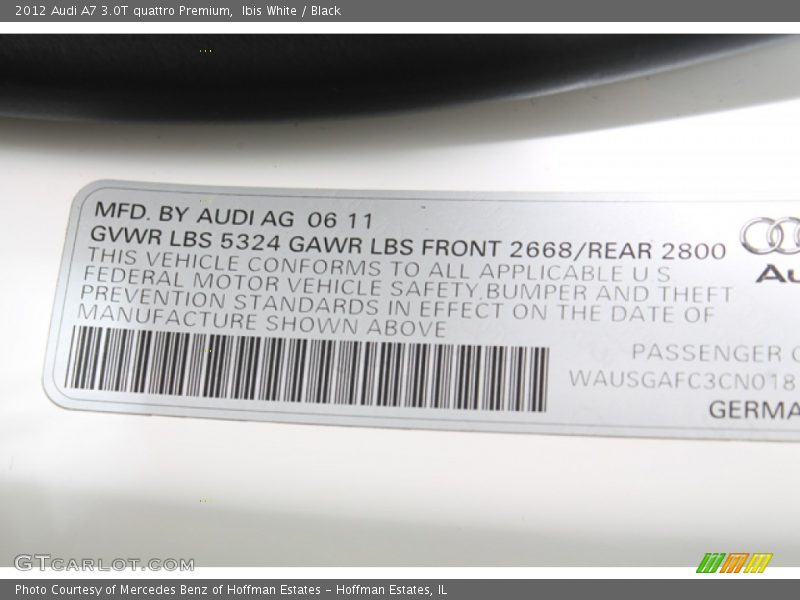 2012 Audi A7 3.0T quattro Premium, Ibis White / Black
MFD. BY AUDI AG 06 11
GVWR LBS 5324 GAWR LBS FRONT 2668/REAR 2800
THIS VEHICLE CONFORMS TO ALL APPLICABLE U S
FEDERAL MOTOR VEHICLE SAFETY,BUMPER AND THEFT
PREVENTION STANDARDS IN EFFECT ON THE DATE OF
MANUFACTURE SHOWN ABOVE
Au
PASSENGER C
WAUSGAFC3CN018
GERMA
GTCARLOT.COM
Photo Courtesy of Mercedes Benz of Hoffman Estates - Hoffman Estates, IL